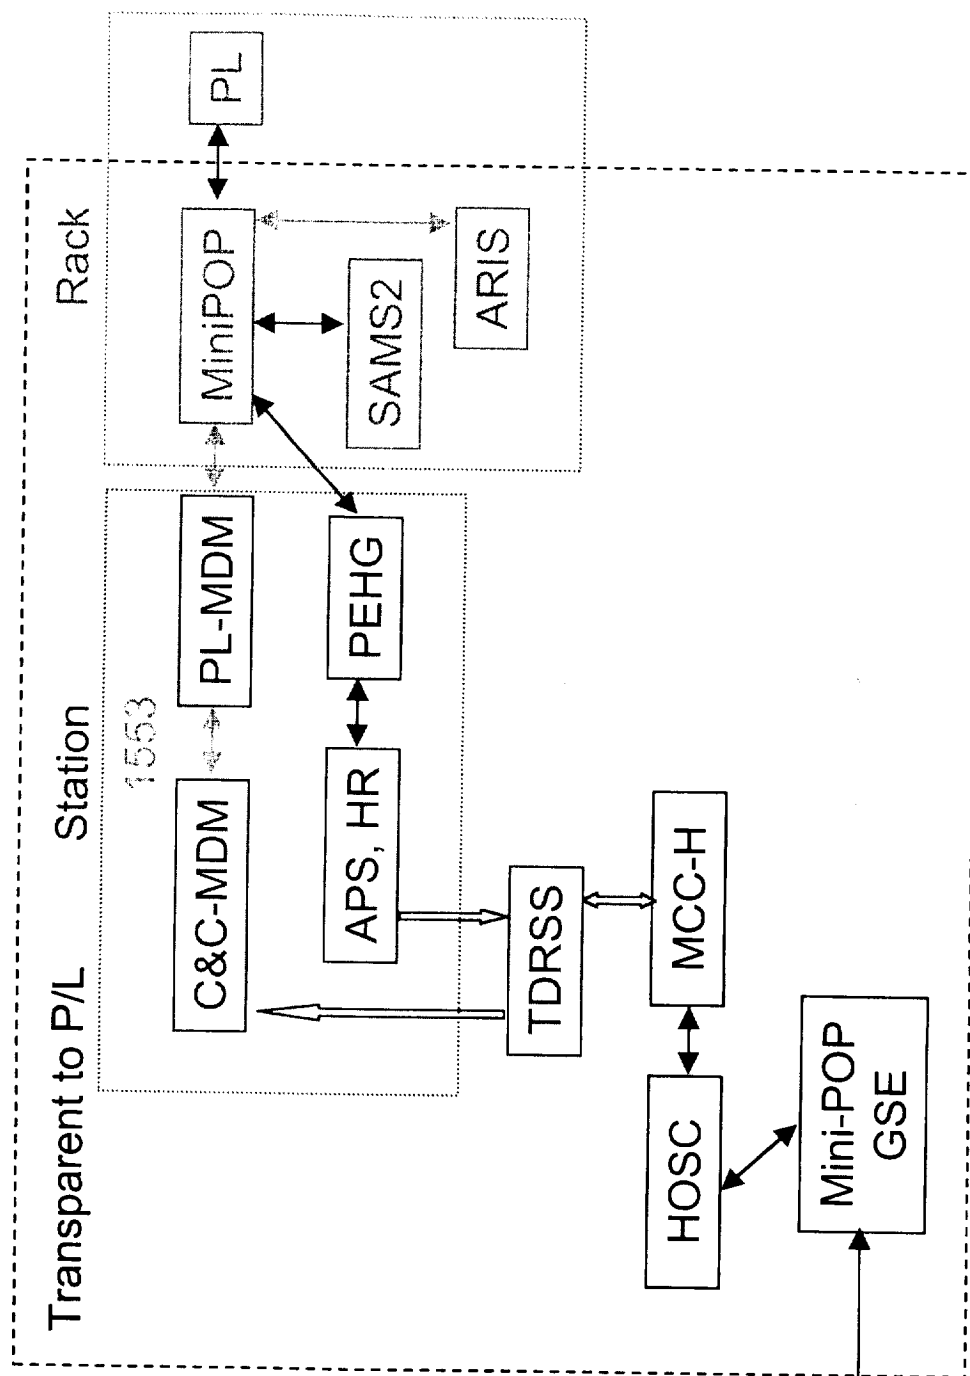 Transparent to P/L
Station
Rack
1553
C&C-MDM
PL-MDM
MiniPOP
PL
APS, HR
PEHG
SAMS2
ARIS
TDRSS
HOSC
MCC-H
Mini-POP
GSE